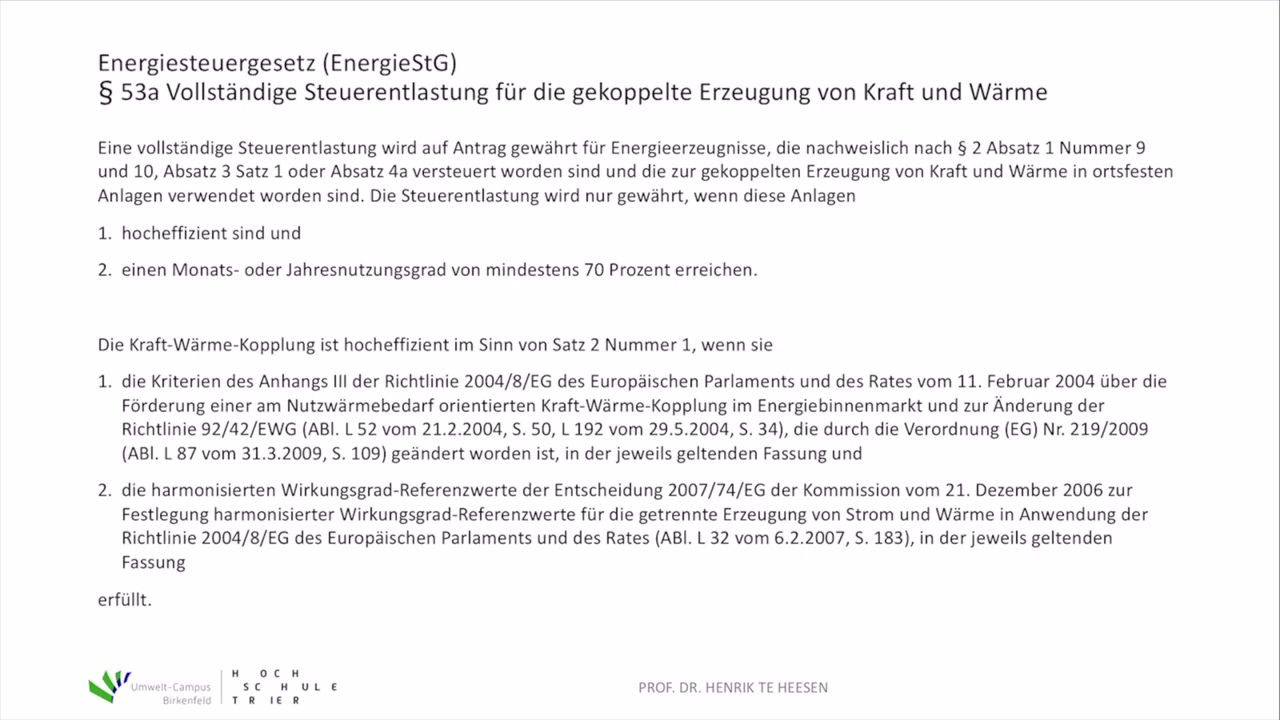 Energiesteuergesetz (EnergieStG)
§ 53a Vollständige Steuerentlastung für die gekoppelte Erzeugung von Kraft und Wärme
Eine vollständige Steuerentlastung wird auf Antrag gewährt für Energieerzeugnisse, die nachweislich nach § 2 Absatz 1 Nummer 9
und 10, Absatz 3 Satz 1 oder Absatz 4a versteuert worden sind und die zur gekoppelten Erzeugung von Kraft und Wärme in ortsfesten
Anlagen verwendet worden sind. Die Steuerentlastung wird nur gewährt, wenn diese Anlagen
1. hocheffizient sind und
2. einen Monats- oder Jahresnutzungsgrad von mindestens 70 Prozent erreichen.
Die Kraft-Wärme-Kopplung ist hocheffizient im Sinn von Satz 2 Nummer 1, wenn sie
1. die Kriterien des Anhangs III der Richtlinie 2004/8/EG des Europäischen Parlaments und des Rates vom 11. Februar 2004 über die
Förderung einer am Nutzwärmebedarf orientierten Kraft-Wärme-Kopplung im Energiebinnenmarkt und zur Änderung der
Richtlinie 92/42/EWG (ABl. L 52 vom 21.2.2004, S. 50, L 192 vom 29.5.2004, S. 34), die durch die Verordnung (EG) Nr. 219/2009
(ABl. L 87 vom 31.3.2009, S. 109) geändert worden ist, in der jeweils geltenden Fassung und
2. die harmonisierten Wirkungsgrad-Referenzwerte der Entscheidung 2007/74/EG der Kommission vom 21. Dezember 2006 zur
Festlegung harmonisierter Wirkungsgrad-Referenzwerte für die getrennte Erzeugung von Strom und Wärme in Anwendung der
Richtlinie 2004/8/EG des Europäischen Parlaments und des Rates (ABl. L 32 vom 6.2.2007, S. 183), in der jeweils geltenden
Fassung
erfüllt.
Umwelt-Campus
Birkenfeld
HOCH
SCHULE
TRIER
PROF. DR. HENRIK TE HEESEN